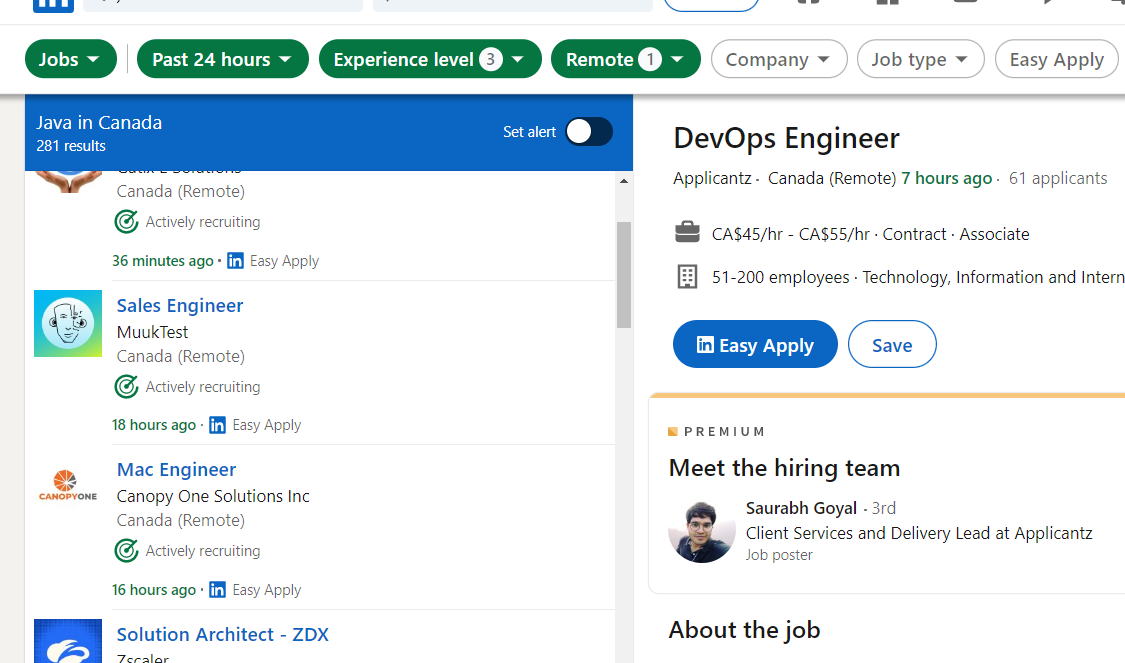 Jobs
Past 24 hours
Experience level 3
Remote 1
Company
Job type
Easy Apply
Java in Canada
281 results
Set alert
Canada (Remote)
Actively recruiting
36 minutes ago · in Easy Apply
Sales Engineer
MuukTest
Canada (Remote)
Actively recruiting
18 hours ago · in Easy Apply
CANOPYONE
Mac Engineer
Canopy One Solutions Inc
Canada (Remote)
Actively recruiting
16 hours ago · in Easy Apply
Solution Architect - ZDX
Zscaler
DevOps Engineer
Applicantz · Canada (Remote) 7 hours ago · 61 applicants
CA$45/hr - CA$55/hr · Contract · Associate
51-200 employees · Technology, Information and Intern
in Easy Apply
Save
PREMIUM
Meet the hiring team
Saurabh Goyal · 3rd
Client Services and Delivery Lead at Applicantz
Job poster
About the job